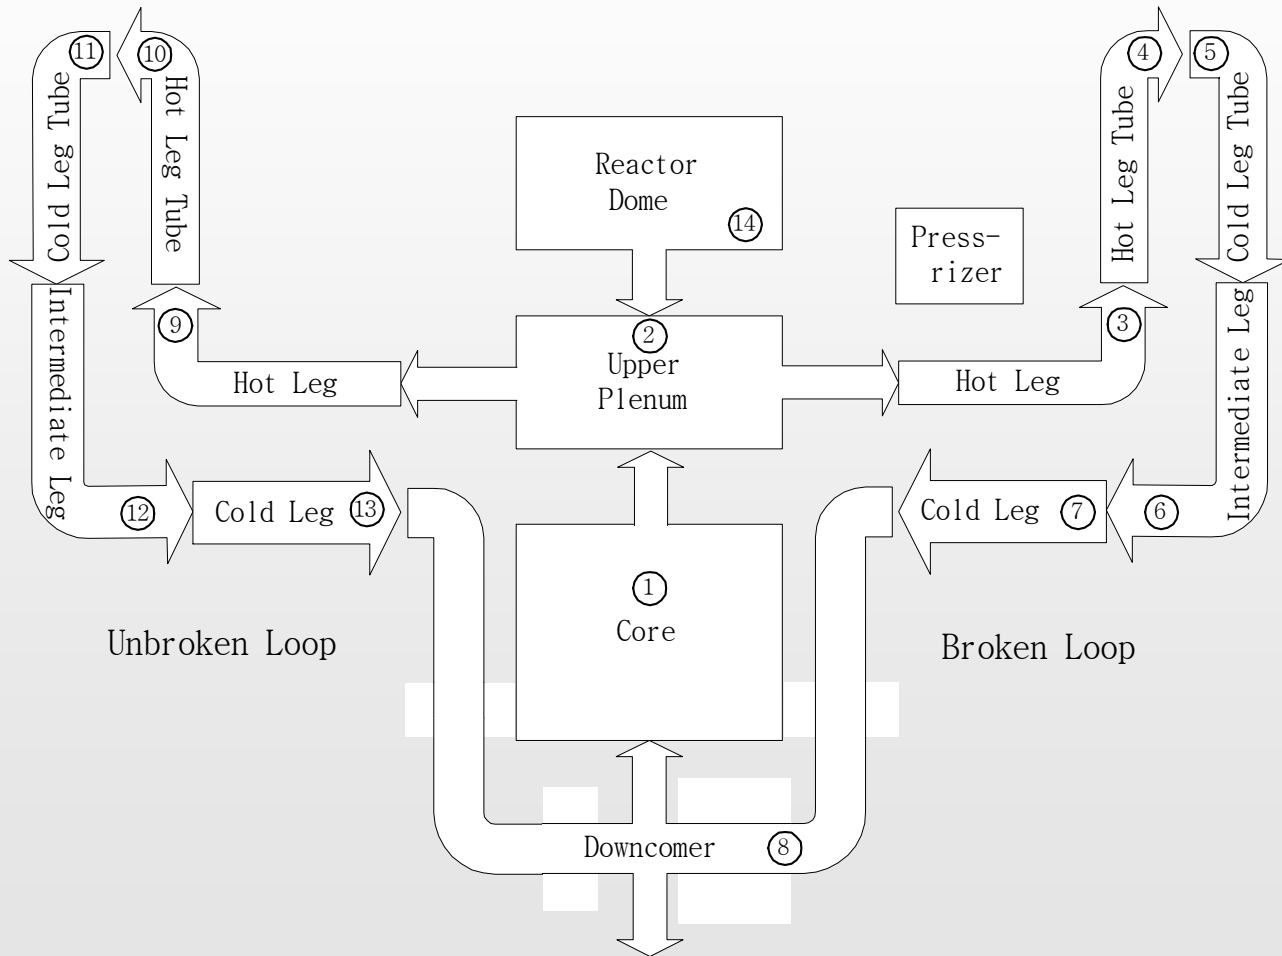 11
10
Cold Leg Tube
Hot Leg Tube
4
5
Hot Leg Tube
Cold Leg Tube
Reactor
Dome
14
Press-
rizer
9
Hot Leg
2
Upper
Plenum
3
Hot Leg
Intermediate Leg
12
Cold Leg 13
Intermediate Leg
6
Cold Leg 7
1
Core
Unbroken Loop
Broken Loop
Downcomer 8